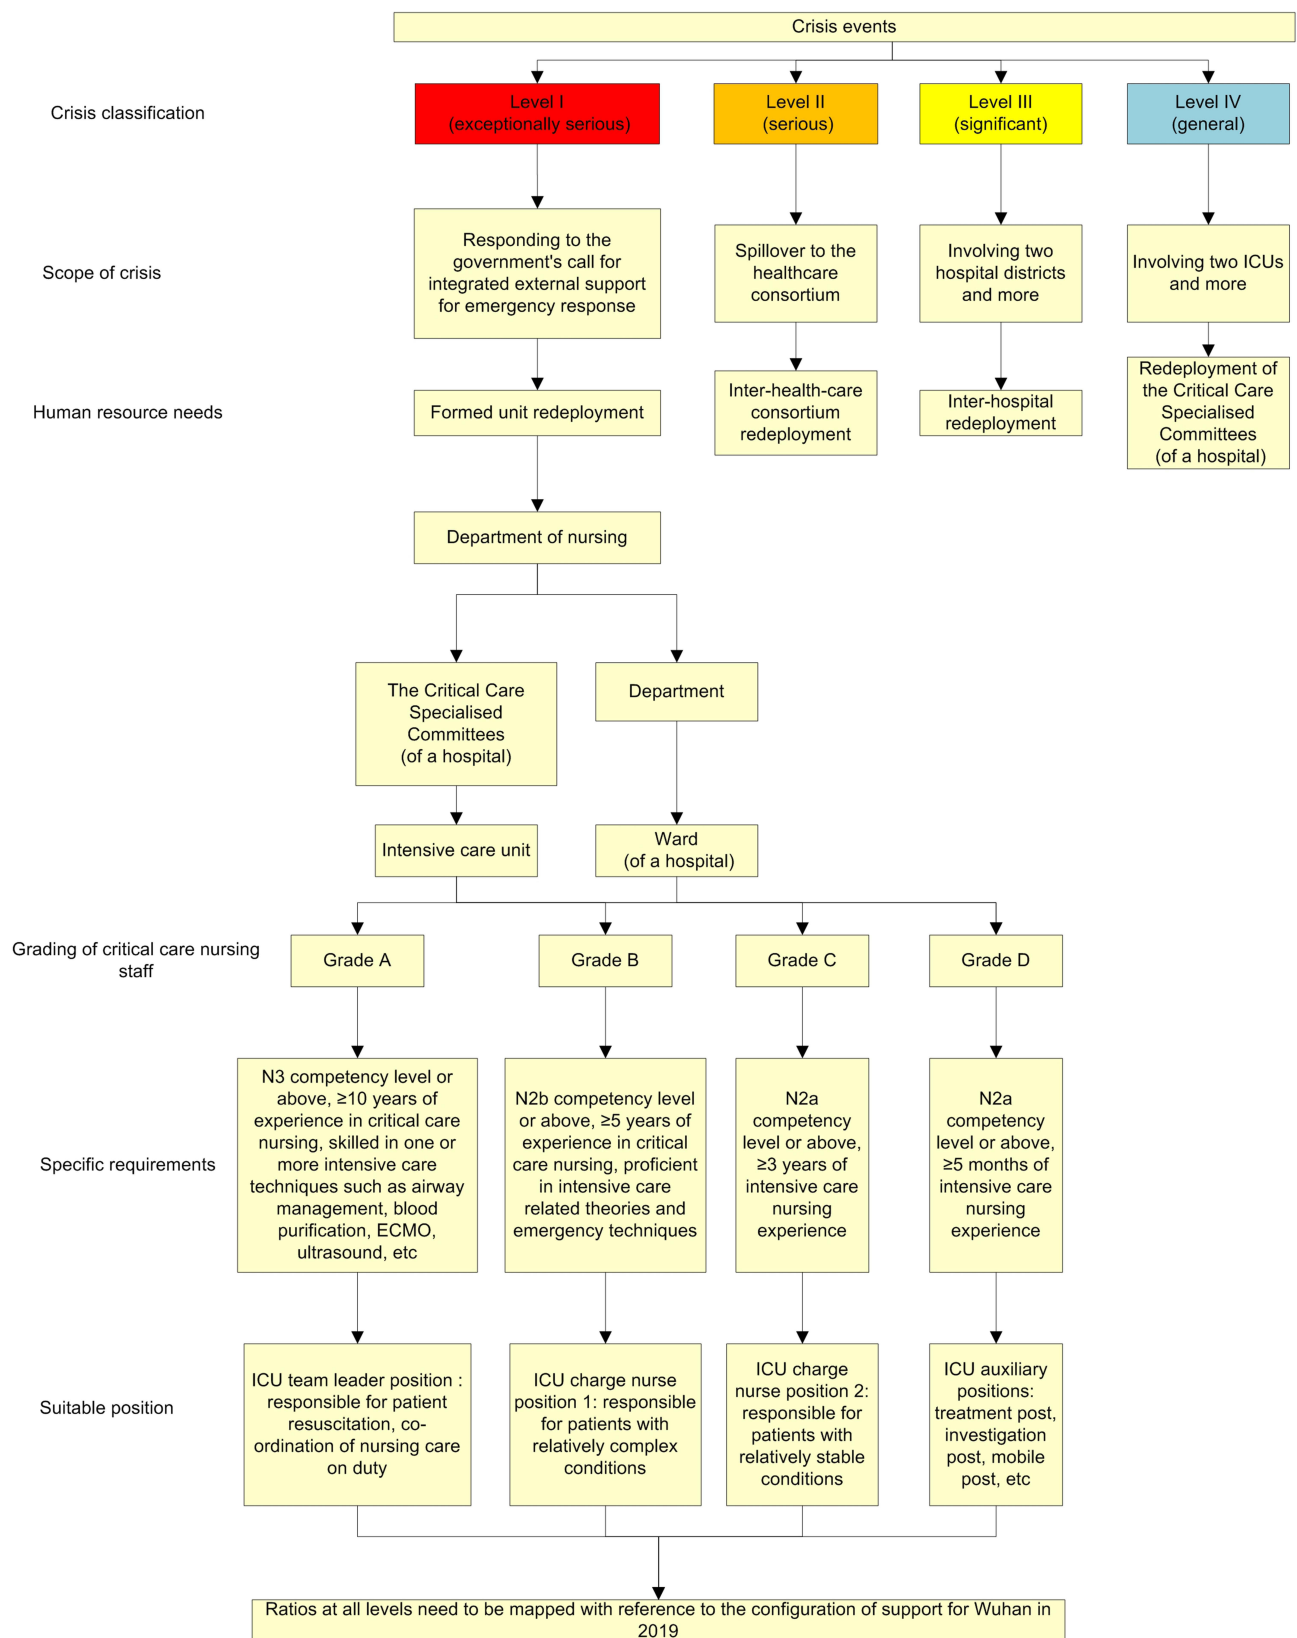 Crisis events
Crisis classification
Level I
(exceptionally serious)
Level II
(serious)
Level III
(significant)
Level IV
(general)
Scope of crisis
Responding to the
government's call for
integrated external support
for emergency response
Spillover to the
healthcare
consortium
Involving two
hospital districts
and more
Involving two ICUs
and more
Human resource needs
Formed unit redeployment
Inter-health-care
consortium
redeployment
Inter-hospital
redeployment
Redeployment of
the Critical Care
Specialised
Committees
(of a hospital)
Department of nursing
The Critical Care
Specialised
Committees
(of a hospital)
Department
Intensive care unit
Ward
(of a hospital)
Grading of critical care nursing
staff
Grade A
Grade B
Grade C
Grade D
Specific requirements
N3 competency level or
above, ≥10 years of
experience in critical care
nursing, skilled in one or
more intensive care
techniques such as airway
management, blood
purification, ECMO,
ultrasound, etc
N2b competency level
or above, ≥5 years of
experience in critical
care nursing, proficient
in intensive care
related theories and
emergency techniques
N2a
competency
level or above,
≥3 years of
intensive care
nursing
experience
N2a
competency
level or above,
≥5 months of
intensive care
nursing
experience
Suitable position
ICU team leader position :
responsible for patient
resuscitation, co-
ordination of nursing care
on duty
ICU charge nurse
position 1: responsible
for patients with
relatively complex
conditions
ICU charge
nurse position 2:
responsible for
patients with
relatively stable
conditions
ICU auxiliary
positions:
treatment post,
investigation
post, mobile
post, etc
Ratios at all levels need to be mapped with reference to the configuration of support for Wuhan in
2019